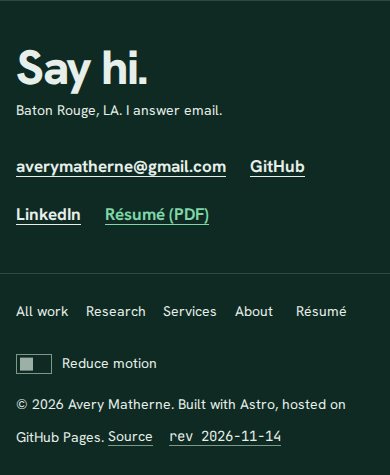 Say hi.
Baton Rouge, LA. I answer email.
averymatherne@gmail.com GitHub
LinkedIn Résumé (PDF)
All work Research Services About Résumé
Reduce motion
© 2026 Avery Matherne. Built with Astro, hosted on
GitHub Pages. Source rev 2026-11-14